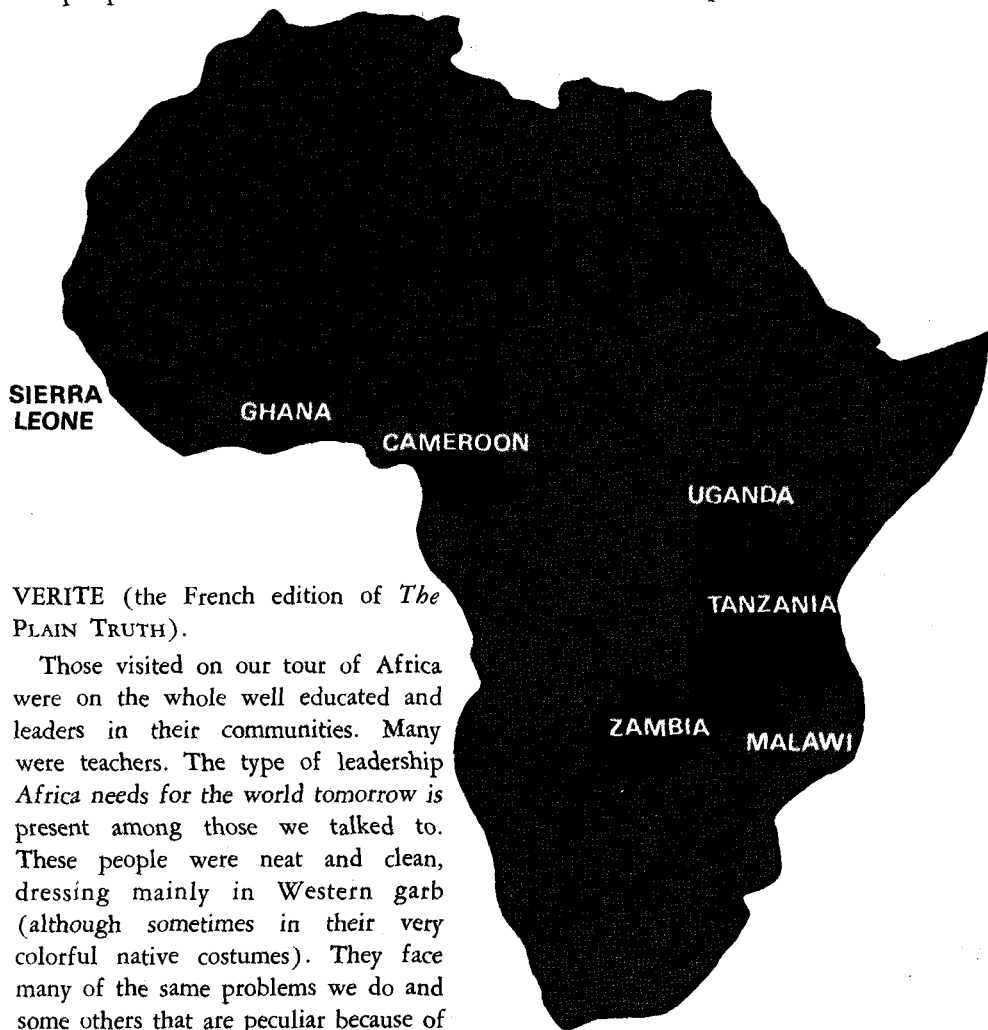 SIERRA
LEONE
GHANA
CAMEROON
UGANDA
TANZANIA
ZAMBIA
MALAWI
VERITE (the French edition of The
PLAIN TRUTH).
Those visited on our tour of Africa
were on the whole well educated and
leaders in their communities. Many
were teachers. The type of leadership
Africa needs for the world tomorrow is
present among those we talked to.
These people were neat and clean,
dressing mainly in Western garb
(although sometimes in their very
colorful native costumes). They face
many of the same problems we do and
some others that are peculiar because of